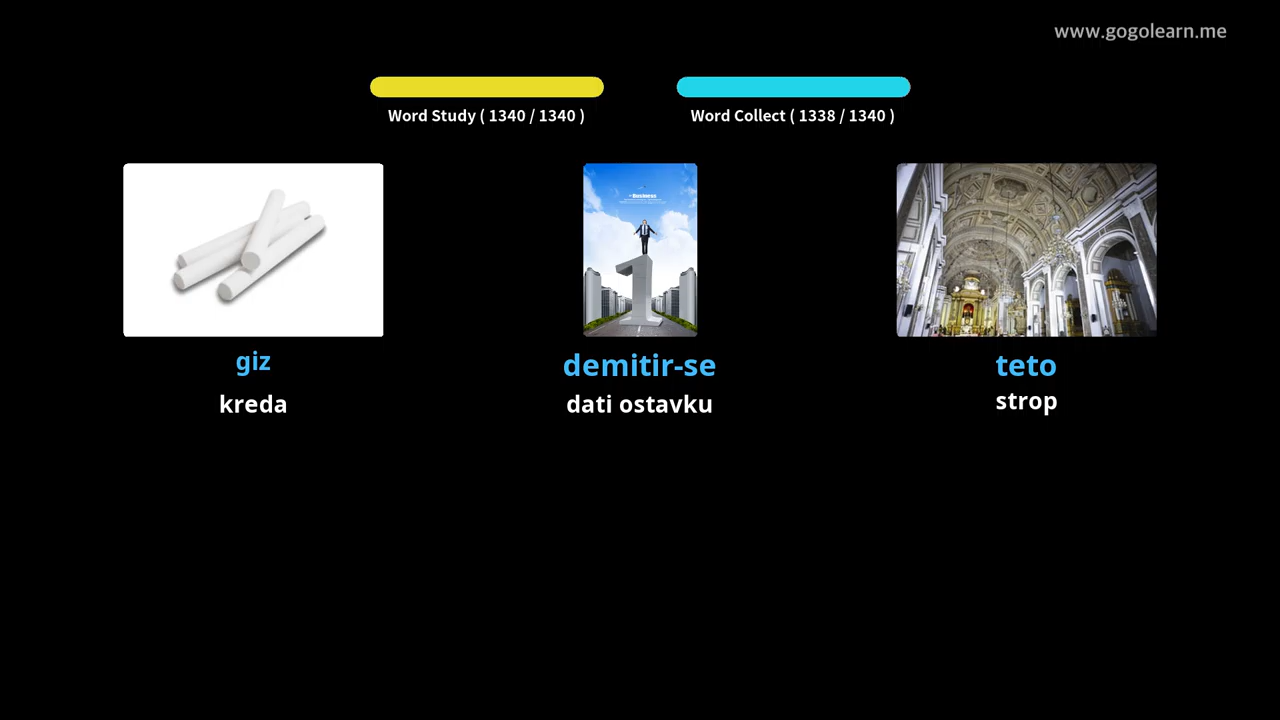 www.gogolearn.me
Word Study ( 1340 / 1340 )
Word Collect ( 1338 / 1340 )
Business
giz
demitir-se
teto
kreda
dati ostavku
strop